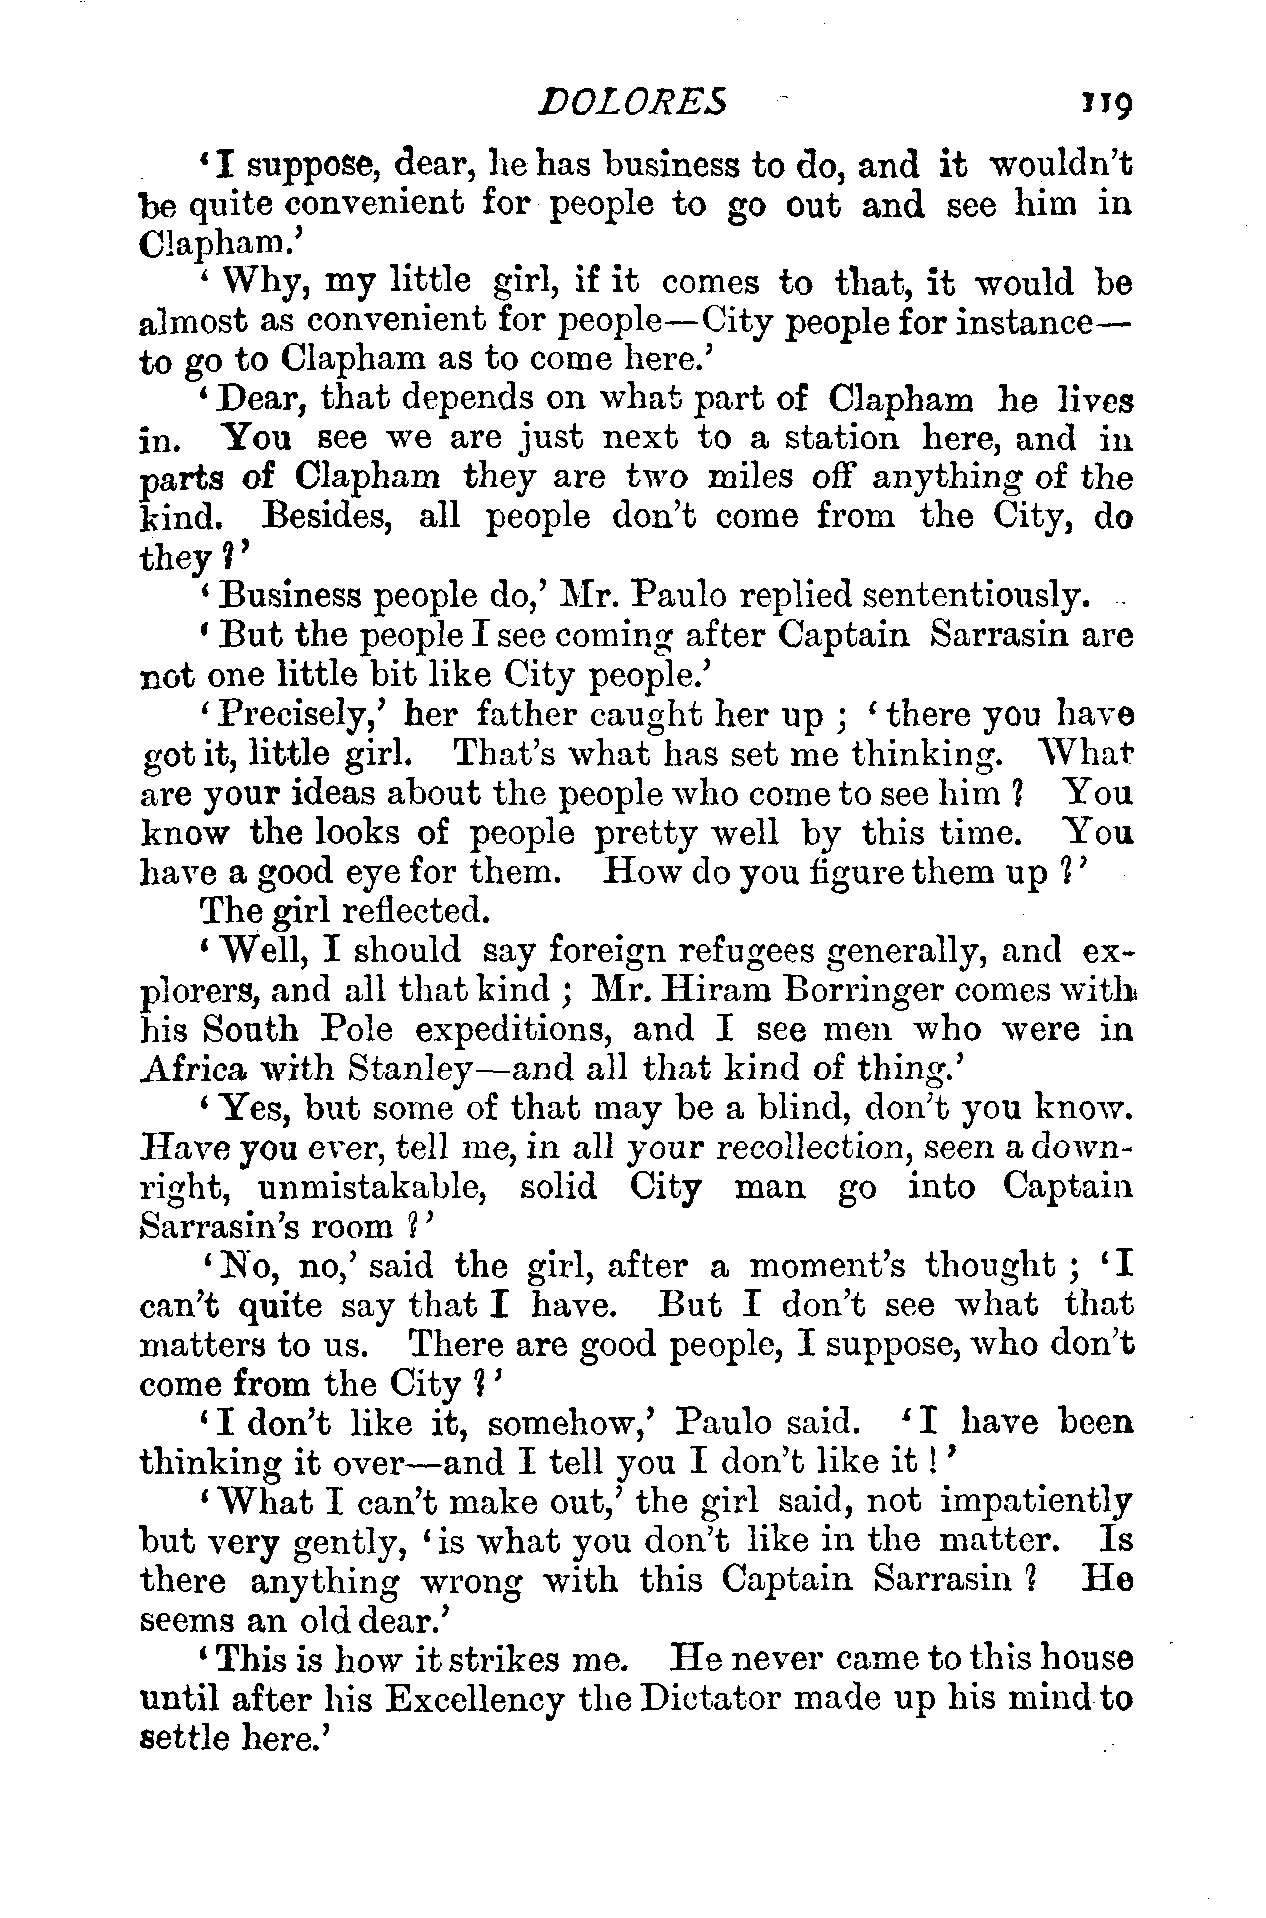 DOLORES 119
‘I suppose, dear, he has business to do, and it wouldn’t
be quite convenient for people to go out and see him in
Clapham.’
‘Why, my little girl, if it comes to that, it would be
almost as convenient for people—City people for instance—
to go to Clapham as to come here.’
‘Dear, that depends on what part of Clapham he lives
in. You see we are just next to a station here, and in
parts of Clapham they are two miles off anything of the
kind. Besides, all people don’t come from the City, do
they?’
‘Business people do,’ Mr. Paulo replied sententiously.
‘But the people I see coming after Captain Sarrasin are
not one little bit like City people.’
‘Precisely,’ her father caught her up; ‘there you have
got it, little girl. That’s what has set me thinking. What
are your ideas about the people who come to see him? You
know the looks of people pretty well by this time. You
have a good eye for them. How do you figure them up?’
The girl reflected.
‘Well, I should say foreign refugees generally, and ex-
plorers, and all that kind; Mr. Hiram Borringer comes with
his South Pole expeditions, and I see men who were in
Africa with Stanley—and all that kind of thing.’
‘Yes, but some of that may be a blind, don’t you know.
Have you ever, tell me, in all your recollection, seen a down-
right, unmistakable, solid City man go into Captain
Sarrasin’s room?’
‘No, no,’ said the girl, after a moment’s thought; ‘I
can’t quite say that I have. But I don’t see what that
matters to us. There are good people, I suppose, who don’t
come from the City?’
‘I don’t like it, somehow,’ Paulo said. ‘I have been
thinking it over—and I tell you I don’t like it!’
‘What I can’t make out,’ the girl said, not impatiently
but very gently, ‘is what you don’t like in the matter. Is
there anything wrong with this Captain Sarrasin? He
seems an old dear.’
‘This is how it strikes me. He never came to this house
until after his Excellency the Dictator made up his mind to
settle here.’